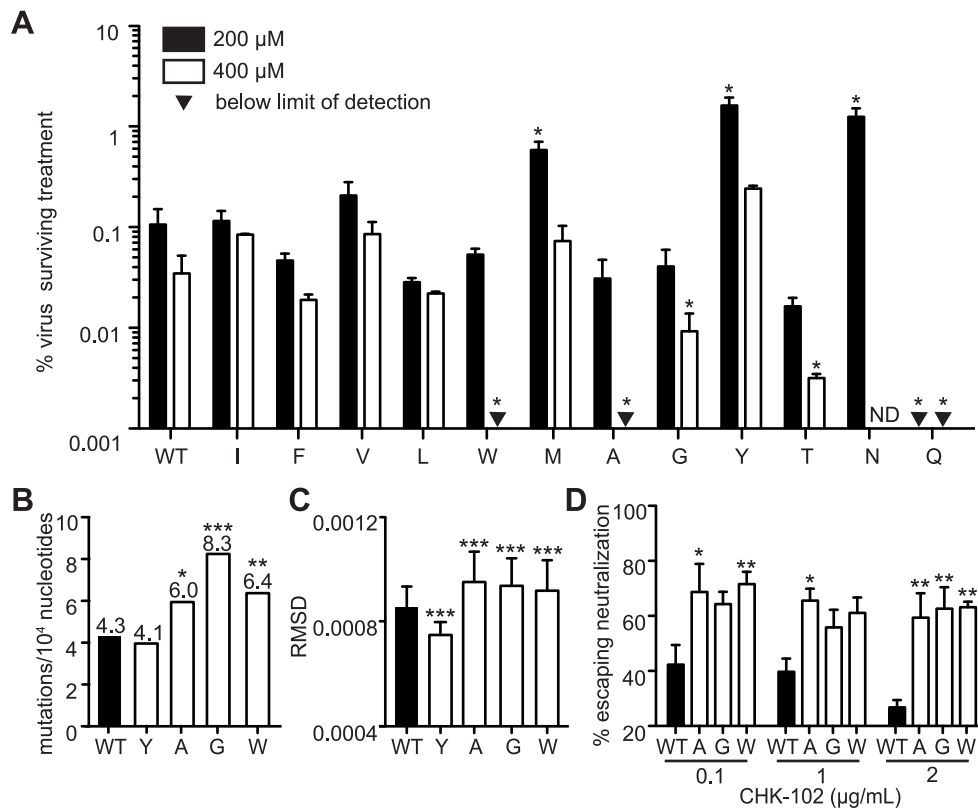 A
10
1
0.1
0.01
0.001
% virus surviving treatment
200 µM
400 µM
below limit of detection
* * * * * * * * *
ND
WT I F V L W M A G Y T N Q
B
10
8
6
4
2
0
mutations/10⁴ nucleotides
4.3 4.1 * 6.0 *** 8.3 ** 6.4
WT Y A G W
C
0.0012
0.0008
0.0004
RMSD
*** *** *** ***
WT Y A G W
D
100
80
60
40
20
% escaping neutralization
* ** * ** ** **
WT A G W WT A G W WT A G W
0.1 1 2
CHK-102 (µg/mL)